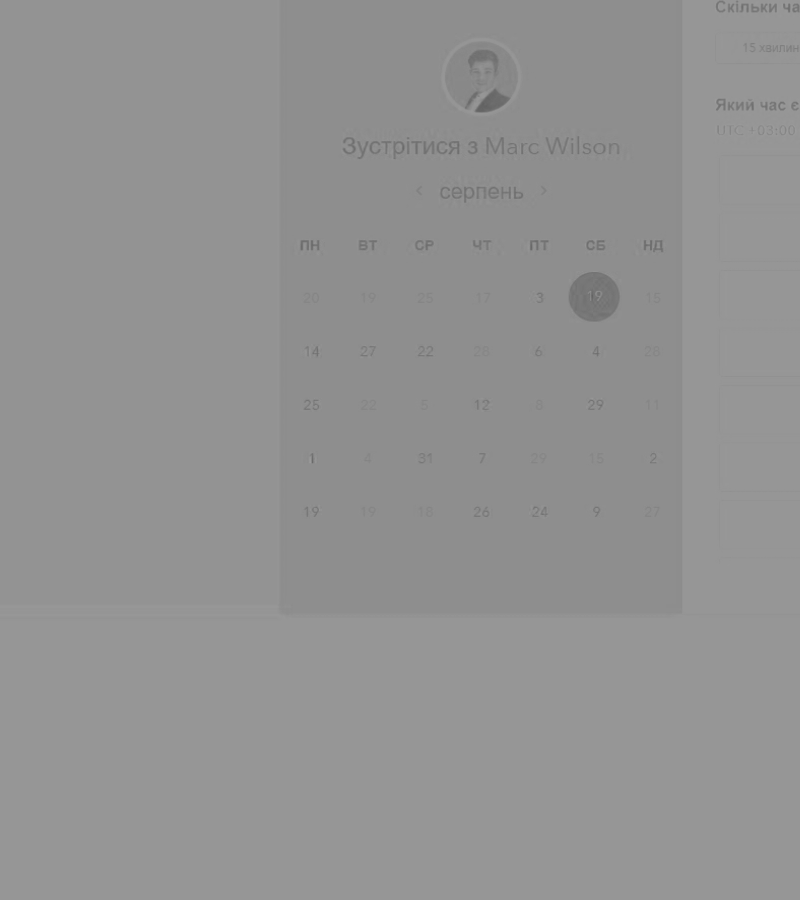 Скільки ча
15 хвилин
Який час є
UTC +03:00
Зустрітися з Marc Wilson
серпень
ПН ВТ СР ЧТ ПТ СБ НД
20 19 25 17 3 19 15
14 27 22 28 6 4 28
25 22 5 12 8 29 11
1 4 31 7 29 15 2
19 19 18 26 24 9 27